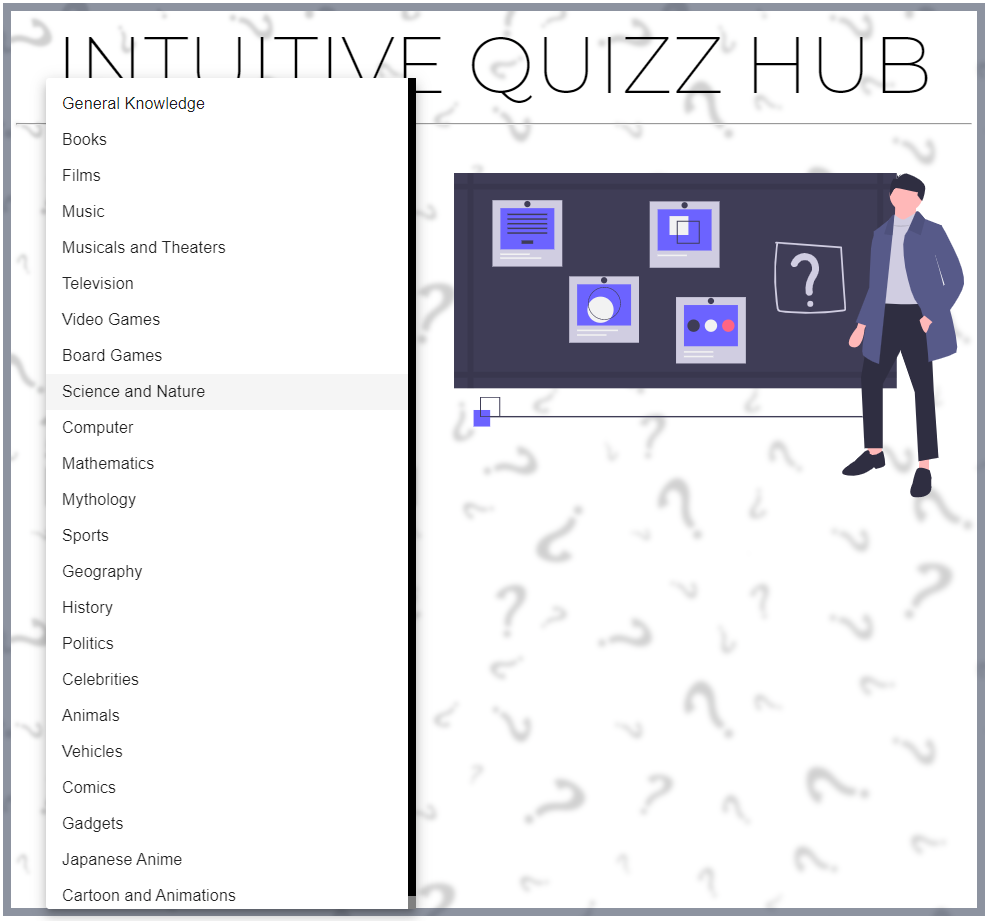 INTUITIVE QUIZZ HUB
General Knowledge
Books
Films
Music
Musicals and Theaters
Television
Video Games
Board Games
Science and Nature
Computer
Mathematics
Mythology
Sports
Geography
History
Politics
Celebrities
Animals
Vehicles
Comics
Gadgets
Japanese Anime
Cartoon and Animations